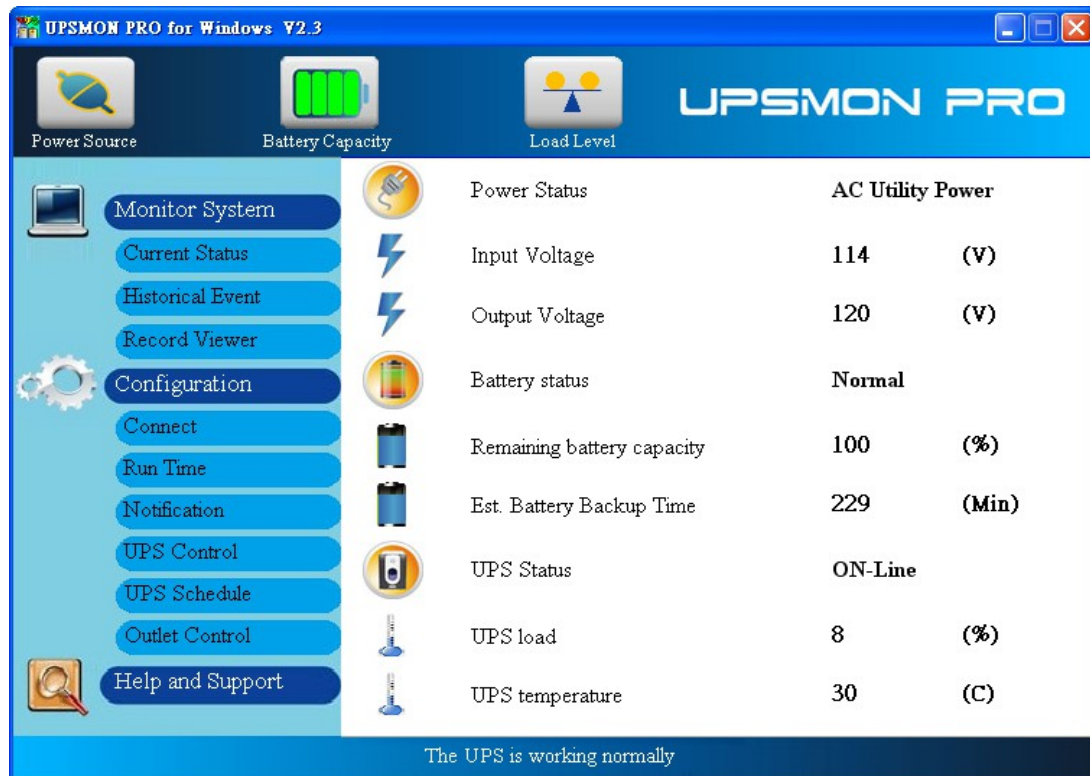 UPSMON PRO for Windows V2.3
Power Source
Battery Capacity
Load Level
UPSMON PRO
Monitor System
Current Status
Historical Event
Record Viewer
Configuration
Connect
Run Time
Notification
UPS Control
UPS Schedule
Outlet Control
Help and Support
Power Status AC Utility Power
Input Voltage 114 (V)
Output Voltage 120 (V)
Battery status Normal
Remaining battery capacity 100 (%)
Est. Battery Backup Time 229 (Min)
UPS Status ON-Line
UPS load 8 (%)
UPS temperature 30 (C)
The UPS is working normally